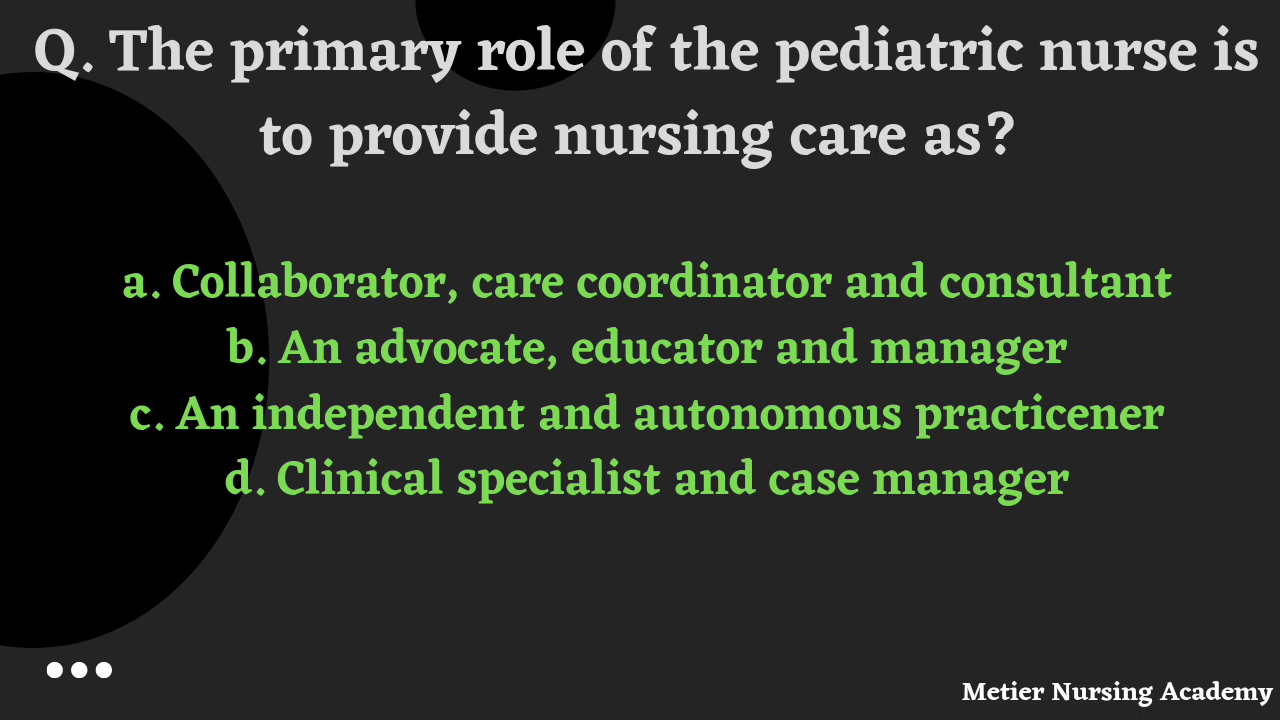 Q. The primary role of the pediatric nurse is
to provide nursing care as?
a. Collaborator, care coordinator and consultant
b. An advocate, educator and manager
c. An independent and autonomous practicener
d. Clinical specialist and case manager
Metier Nursing Academy